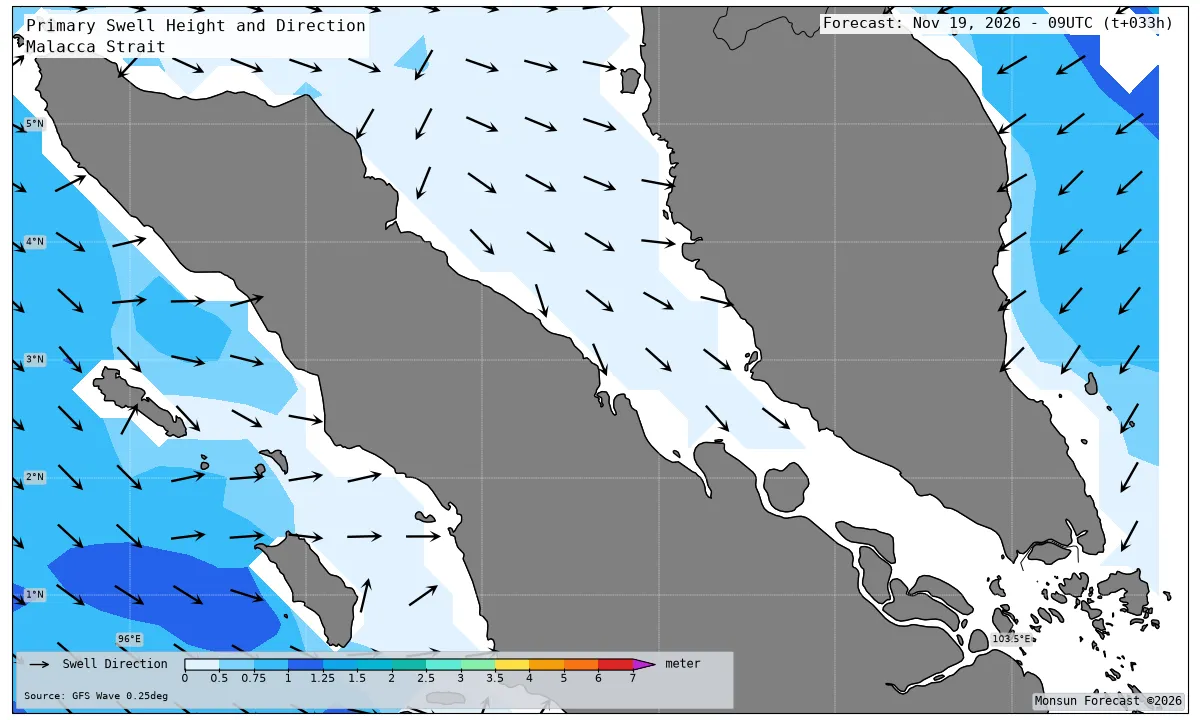 Primary Swell Height and Direction
Malacca Strait
Forecast: Nov 19, 2026 - 09UTC (t+033h)
5°N
4°N
3°N
2°N
1°N
96°E
103.5°E
Swell Direction
meter
0 0.5 0.75 1 1.25 1.5 2 2.5 3 3.5 4 5 6 7
Source: GFS Wave 0.25deg
Monsun Forecast ©2026